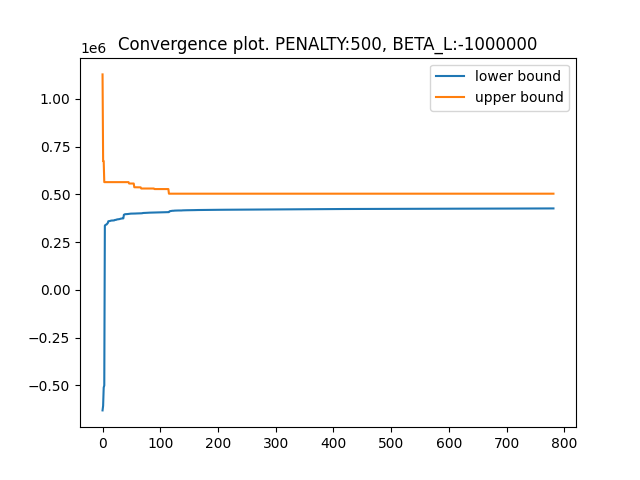 Convergence plot. PENALTY:500, BETA_L:-1000000
1e6
lower bound
upper bound
1.00
0.75
0.50
0.25
0.00
−0.25
−0.50
0 100 200 300 400 500 600 700 800